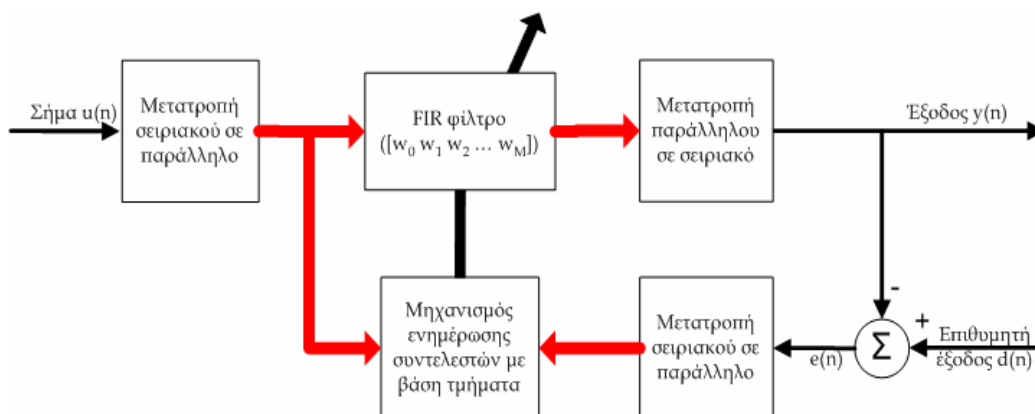 Σήμα u(n)
Μετατροπή
σειριακού σε
παράλληλο
FIR φίλτρο
([w₀ w₁ w₂ ... w_M])
Μετατροπή
παράλληλου
σε σειριακό
Έξοδος y(n)
Μηχανισμός
ενημέρωσης
συντελεστών με
βάση τμήματα
Μετατροπή
σειριακού σε
παράλληλο
e(n)
-
+
Σ
Επιθυμητή
έξοδος d(n)